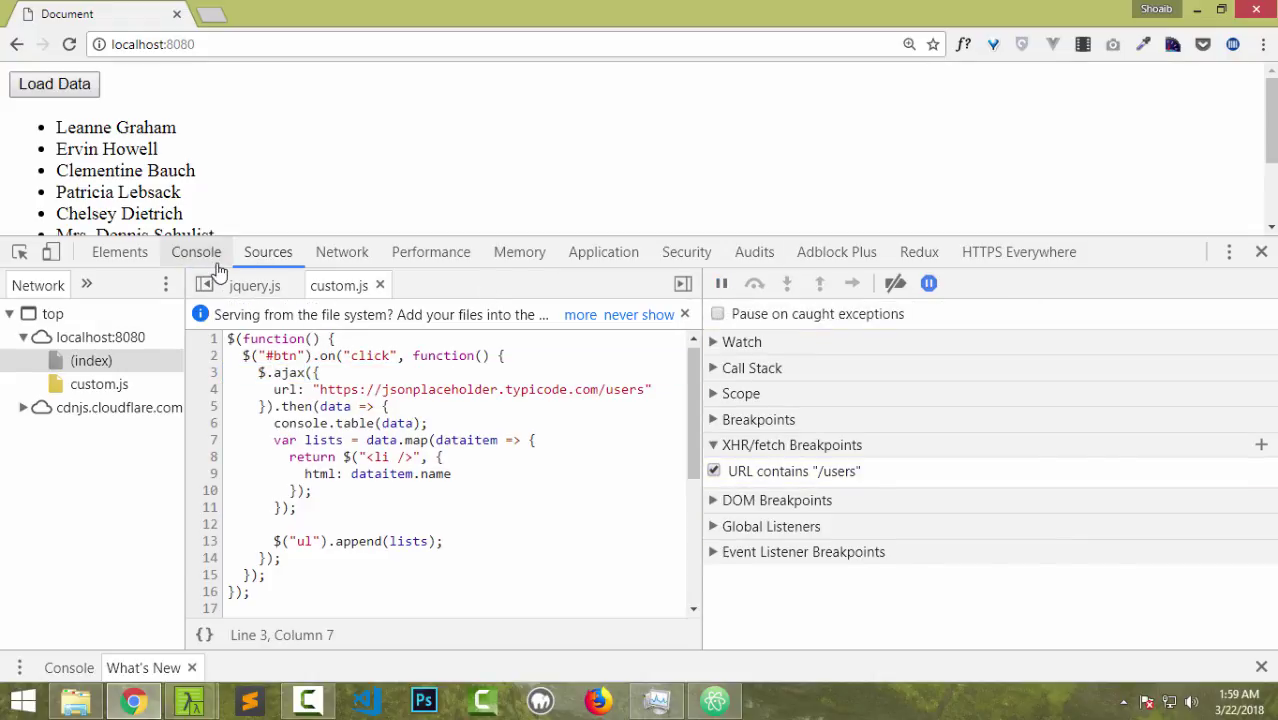 Document
Shoaib
localhost:8080
f?
Load Data
• Leanne Graham
• Ervin Howell
• Clementine Bauch
• Patricia Lebsack
• Chelsey Dietrich
• Mrs. Dennis Schulist
Elements Console Sources Network Performance Memory Application Security Audits Adblock Plus Redux HTTPS Everywhere
Network » jquery.js custom.js
top
localhost:8080
(index)
custom.js
cdnjs.cloudflare.com
Serving from the file system? Add your files into the ... more never show
1 $(function() {
2 $("#btn").on("click", function() {
3 $.ajax({
4 url: "https://jsonplaceholder.typicode.com/users"
5 }).then(data => {
6 console.table(data);
7 var lists = data.map(dataitem => {
8 return $("<li />", {
9 html: dataitem.name
10 });
11 });
12
13 $("ul").append(lists);
14 });
15 });
16 });
17
{} Line 3, Column 7
Pause on caught exceptions
Watch
Call Stack
Scope
Breakpoints
XHR/fetch Breakpoints
URL contains "/users"
DOM Breakpoints
Global Listeners
Event Listener Breakpoints
Console What's New
Ps
1:59 AM
3/22/2018